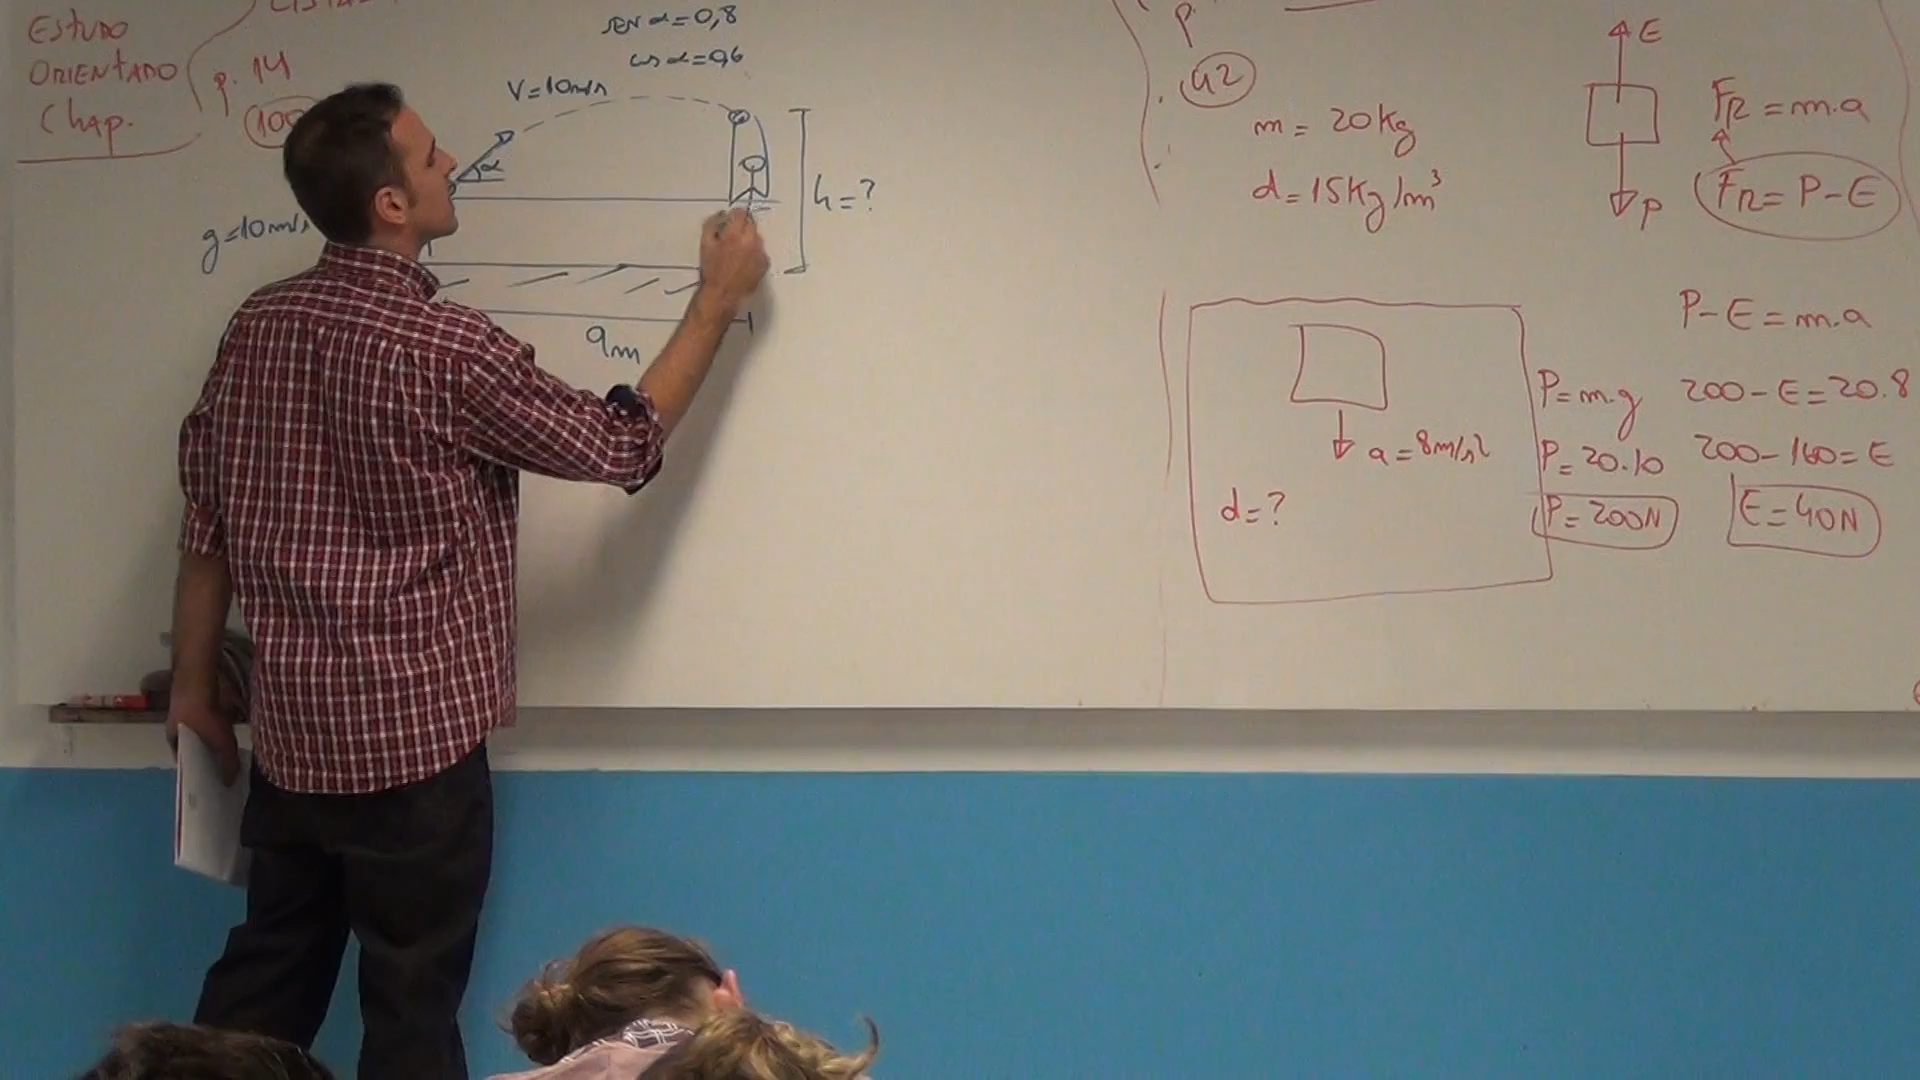 ESTUDO
ORIENTADO
Chap.
p. 14
100
sen α = 0,8
cos α = 0,6
V = 10m/s
α
g = 10m/s
h = ?
9m
P
42
m = 20Kg
d = 15Kg/m³
E
P
FR = m.a
FR = P - E
P - E = m.a
a = 8m/s²
d = ?
P = m.g
P = 20.10
P = 200N
200 - E = 20.8
200 - 160 = E
E = 40N